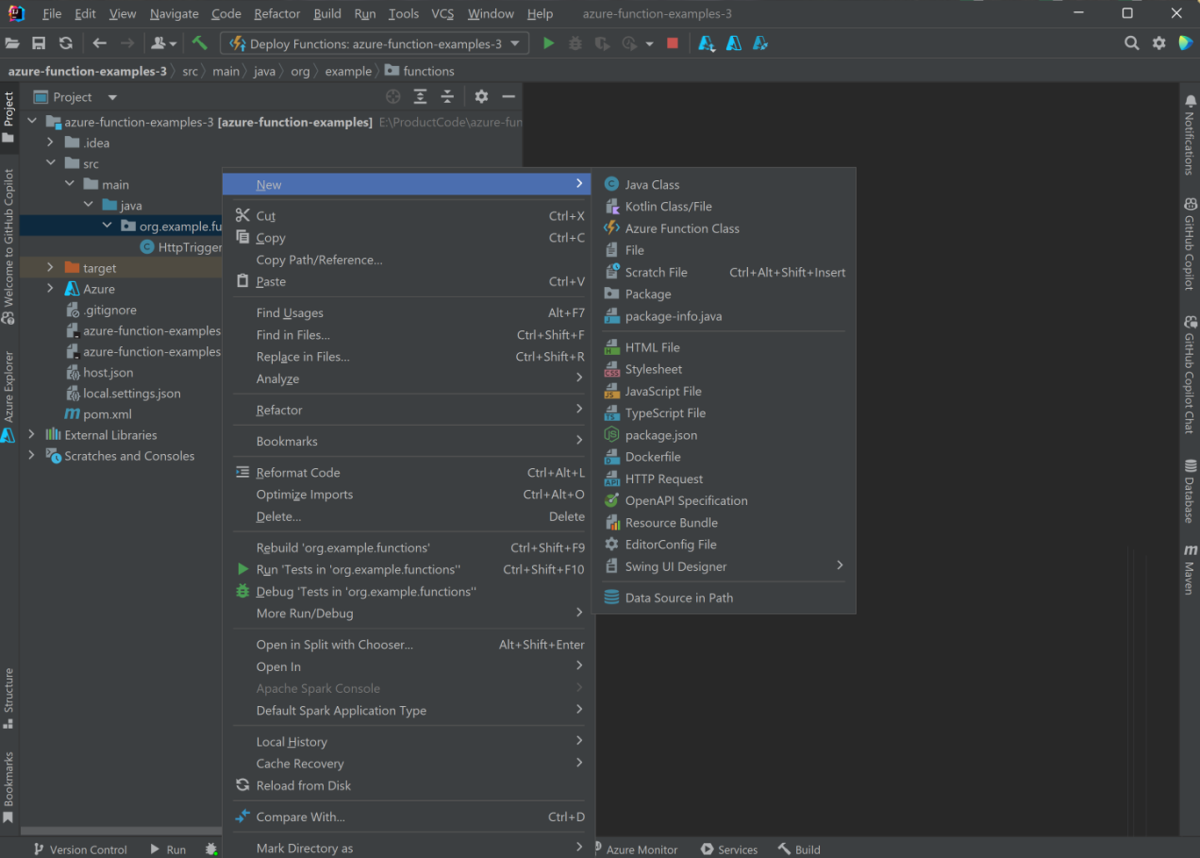 File Edit View Navigate Code Refactor Build Run Tools VCS Window Help azure-function-examples-3
Deploy Functions: azure-function-examples-3
azure-function-examples-3 src main java org example functions
Project
azure-function-examples-3 [azure-function-examples] E:\ProductCode\azure-fun
.idea
src
main
java
org.example.fu
HttpTrigger
target
Azure
.gitignore
azure-function-examples
azure-function-examples
host.json
local.settings.json
pom.xml
External Libraries
Scratches and Consoles
New
Cut Ctrl+X
Copy Ctrl+C
Copy Path/Reference...
Paste Ctrl+V
Find Usages Alt+F7
Find in Files... Ctrl+Shift+F
Replace in Files... Ctrl+Shift+R
Analyze
Refactor
Bookmarks
Reformat Code Ctrl+Alt+L
Optimize Imports Ctrl+Alt+O
Delete... Delete
Rebuild 'org.example.functions' Ctrl+Shift+F9
Run 'Tests in 'org.example.functions'' Ctrl+Shift+F10
Debug 'Tests in 'org.example.functions''
More Run/Debug
Open in Split with Chooser... Alt+Shift+Enter
Open In
Apache Spark Console
Default Spark Application Type
Local History
Cache Recovery
Reload from Disk
Compare With... Ctrl+D
Mark Directory as
Java Class
Kotlin Class/File
Azure Function Class
File
Scratch File Ctrl+Alt+Shift+Insert
Package
package-info.java
HTML File
Stylesheet
JavaScript File
TypeScript File
package.json
Dockerfile
HTTP Request
OpenAPI Specification
Resource Bundle
EditorConfig File
Swing UI Designer
Data Source in Path
Project
Welcome to GitHub Copilot
Azure Explorer
Structure
Bookmarks
Notifications
GitHub Copilot
GitHub Copilot Chat
Database
Maven
Version Control Run Azure Monitor Services Build